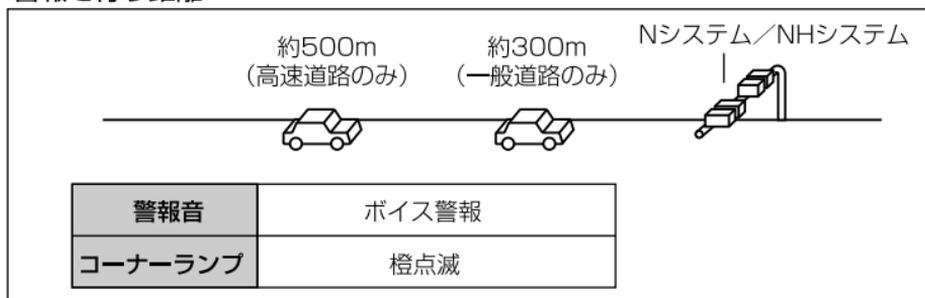 約500m
（高速道路のみ）
約300m
（一般道路のみ）
Nシステム／NHシステム
警報音
ボイス警報
コーナーランプ
橙点滅